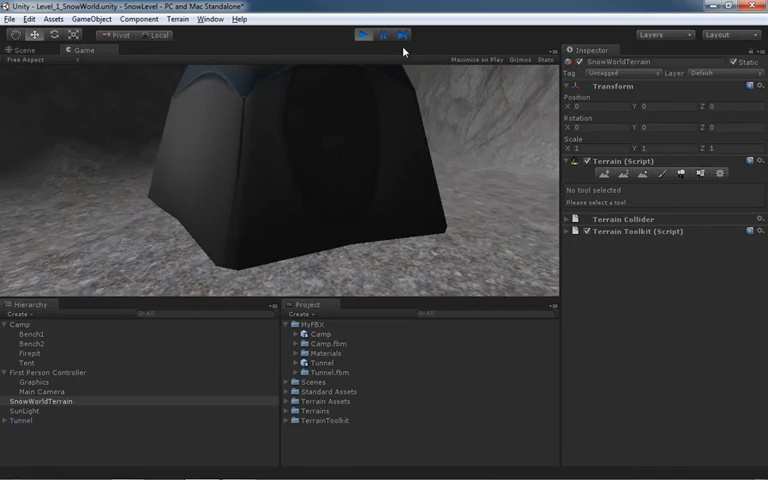 Unity - Level_1_SnowWorld.unity - SnowLevel - PC and Mac Standalone*
File Edit Assets GameObject Component Terrain Window Help
Pivot Local Layers Layout
Scene Game
Free Aspect Maximize on Play Gizmos Stats
Inspector
SnowWorldTerrain Static
Tag Untagged Layer Default
Transform
Position
X 0 Y 0 Z 0
Rotation
X 0 Y 0 Z 0
Scale
X 1 Y 1 Z 1
Terrain (Script)
No tool selected
Please select a tool
Terrain Collider
Terrain Toolkit (Script)
Hierarchy
Create All
Camp
Bench1
Bench2
Firepit
Tent
First Person Controller
Graphics
Main Camera
SnowWorldTerrain
SunLight
Tunnel
Project
Create All
MyFBX
Camp
Camp.fbm
Materials
Tunnel
Tunnel.fbm
Scenes
Standard Assets
Terrain Assets
Terrains
TerrainToolkit